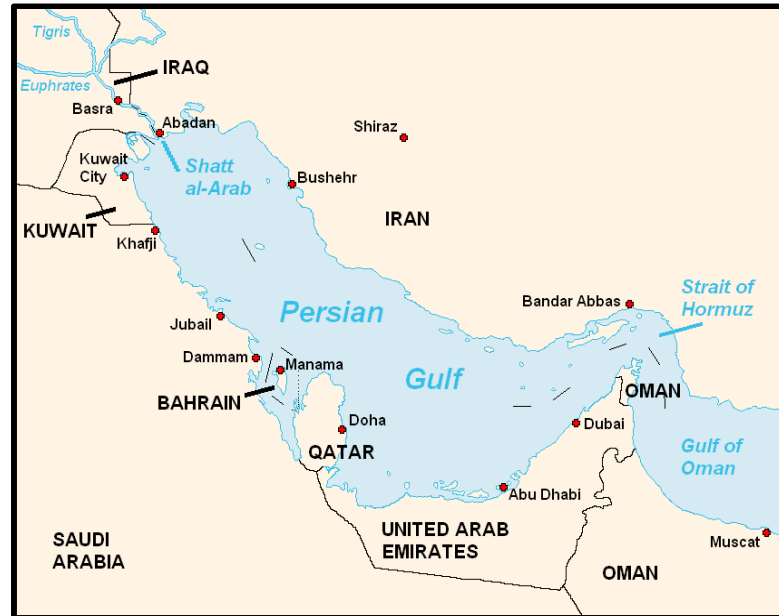 Tigris
IRAQ
Euphrates
Basra
Abadan
Shiraz
Kuwait
City
Shatt
al-Arab
Bushehr
KUWAIT
IRAN
Khafji
Strait of
Hormuz
Bandar Abbas
Persian
Jubail
Dammam
Manama
Gulf
BAHRAIN
OMAN
Doha
Dubai
QATAR
Gulf of
Oman
Abu Dhabi
UNITED ARAB
EMIRATES
SAUDI
ARABIA
Muscat
OMAN